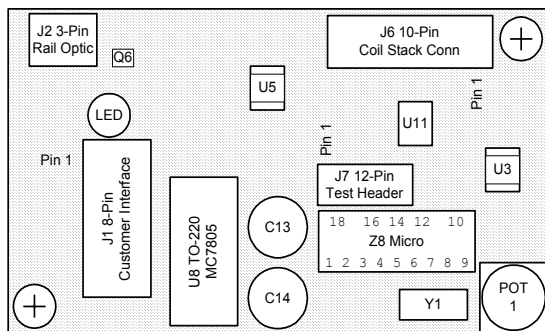 J2 3-Pin
Rail Optic
Q6
J6 10-Pin
Coil Stack Conn
U5
LED
Pin 1
Pin 1
U11
Pin 1
J1 8-Pin
Customer Interface
U8 TO-220
MC7805
J7 12-Pin
Test Header
U3
C13
18 16 14 12 10
Z8 Micro
1 2 3 4 5 6 7 8 9
C14
Y1
POT
1